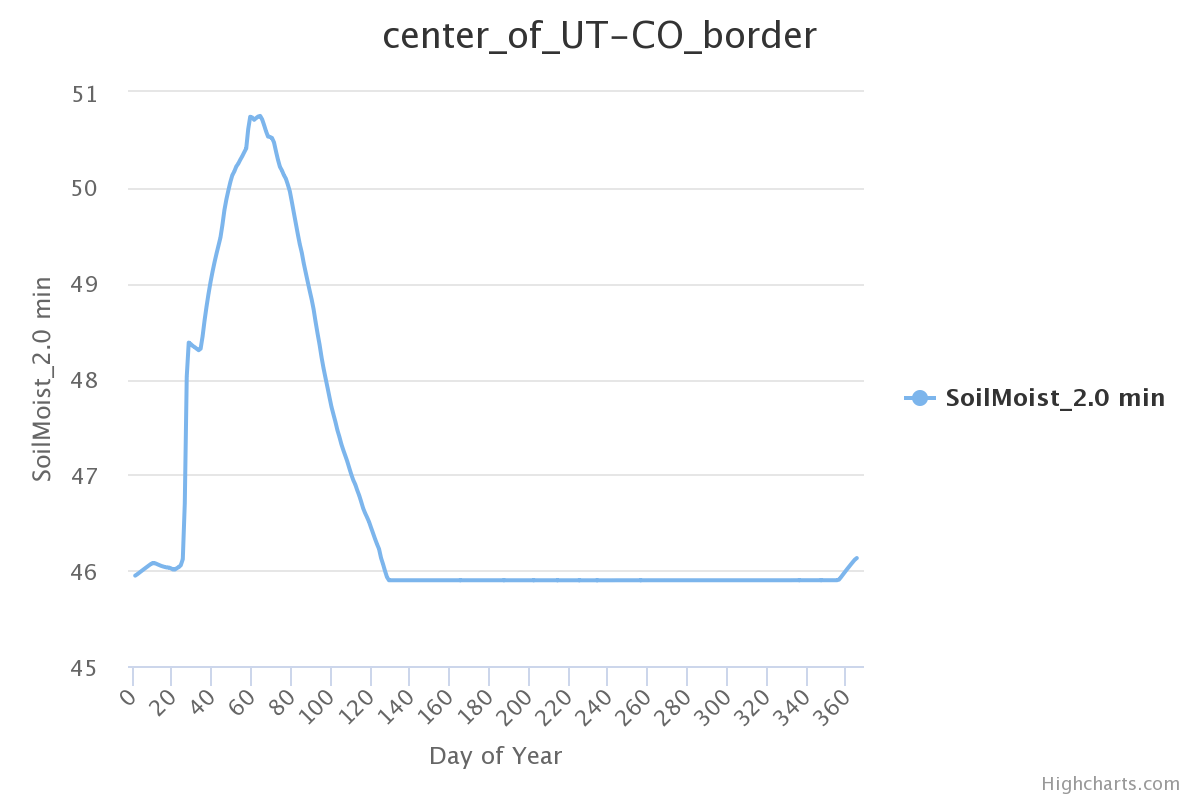 center_of_UT-CO_border
SoilMoist_2.0 min
51
50
49
48
47
46
45
0 20 40 60 80 100 120 140 160 180 200 220 240 260 280 300 320 340 360
Day of Year
SoilMoist_2.0 min
Highcharts.com